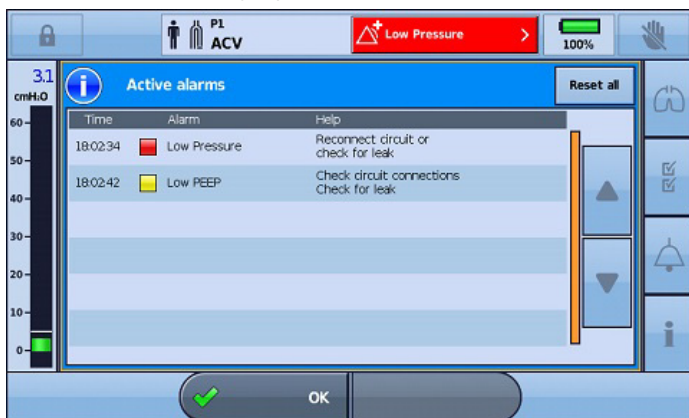 P1
ACV
Low Pressure
100%
3.1
cmH2O
Active alarms
Reset all
Time Alarm Help
18:02:34 Low Pressure Reconnect circuit or
check for leak
18:02:42 Low PEEP Check circuit connections
Check for leak
60
50
40
30
20
10
0
OK